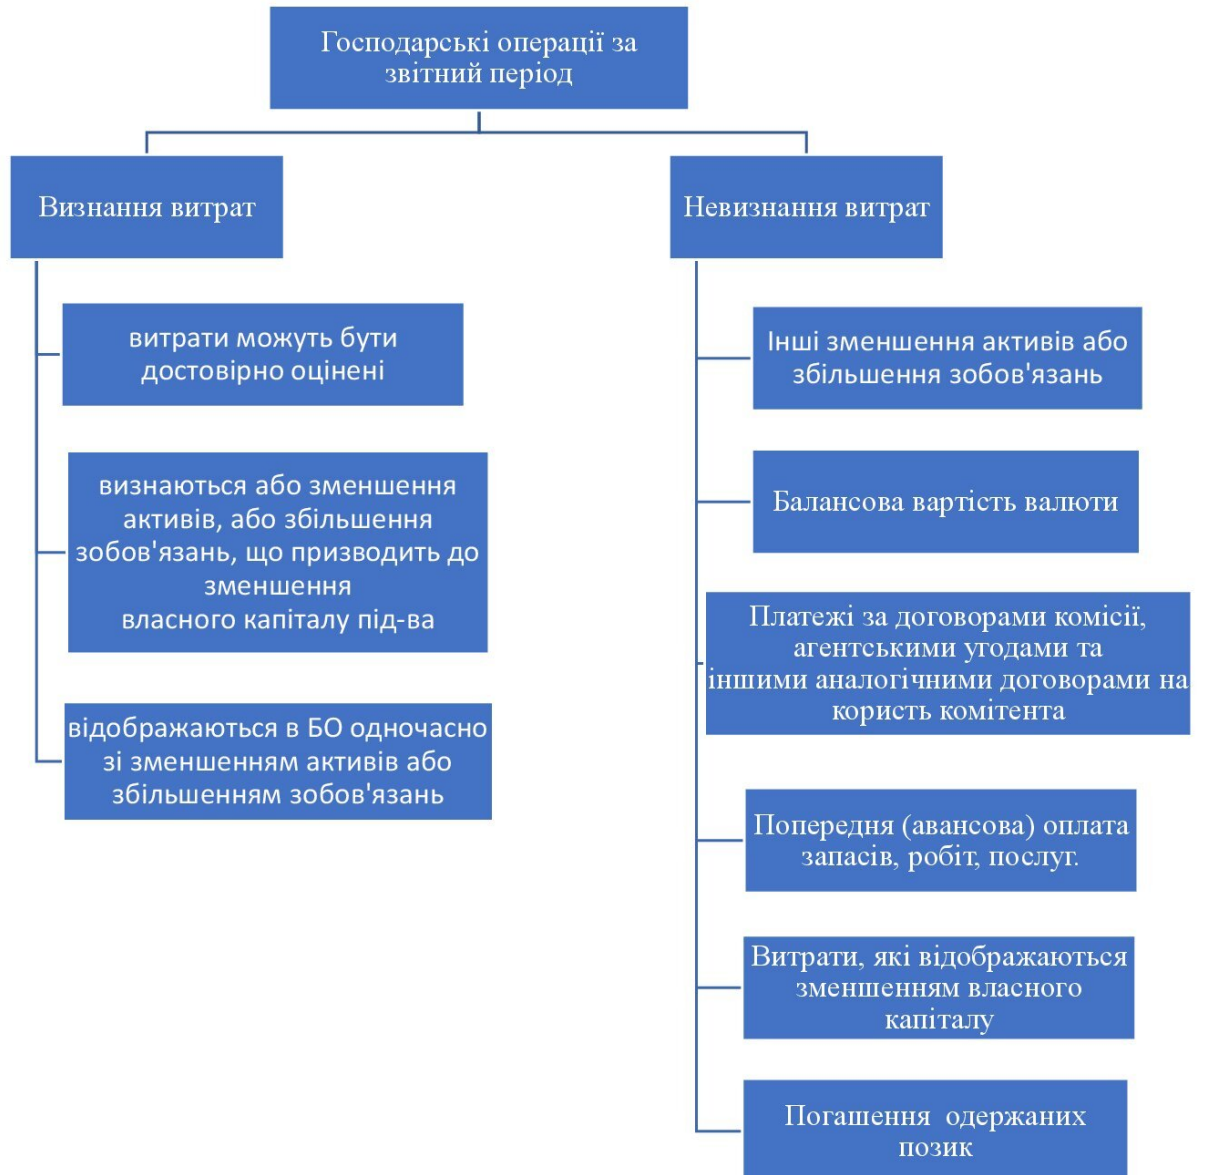 Господарські операції за
звітний період
Визнання витрат
витрати можуть бути
достовірно оцінені
визнаються або зменшення
активів, або збільшення
зобов'язань, що призводить до
зменшення
власного капіталу під-ва
відображаються в БО одночасно
зі зменшенням активів або
збільшенням зобов'язань
Невизнання витрат
Інші зменшення активів або
збільшення зобов'язань
Балансова вартість валюти
Платежі за договорами комісії,
агентськими угодами та
іншими аналогічними договорами на
користь комітента
Попередня (авансова) оплата
запасів, робіт, послуг.
Витрати, які відображаються
зменшенням власного
капіталу
Погашення одержаних
позик